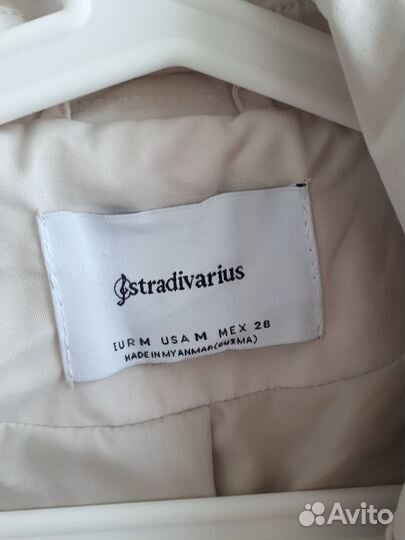 stradivarius
EUR M USA M MEX 28
MADE IN MYANMAR (BURMA)
Avito